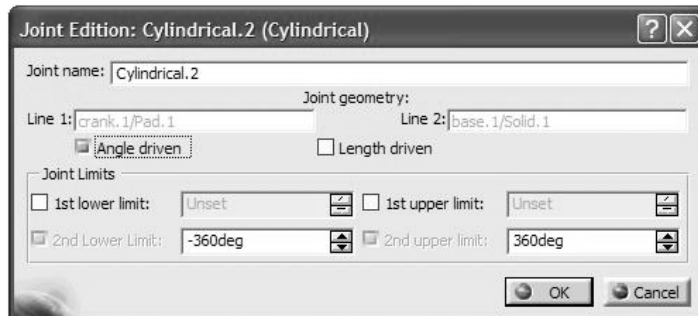 Joint Edition: Cylindrical.2 (Cylindrical)
Joint name: Cylindrical.2
Joint geometry:
Line 1: crank.1/Pad.1 Line 2: base.1/Solid.1
Angle driven Length driven
Joint Limits
1st lower limit: Unset 1st upper limit: Unset
2nd Lower Limit: -360deg 2nd upper limit: 360deg
OK Cancel